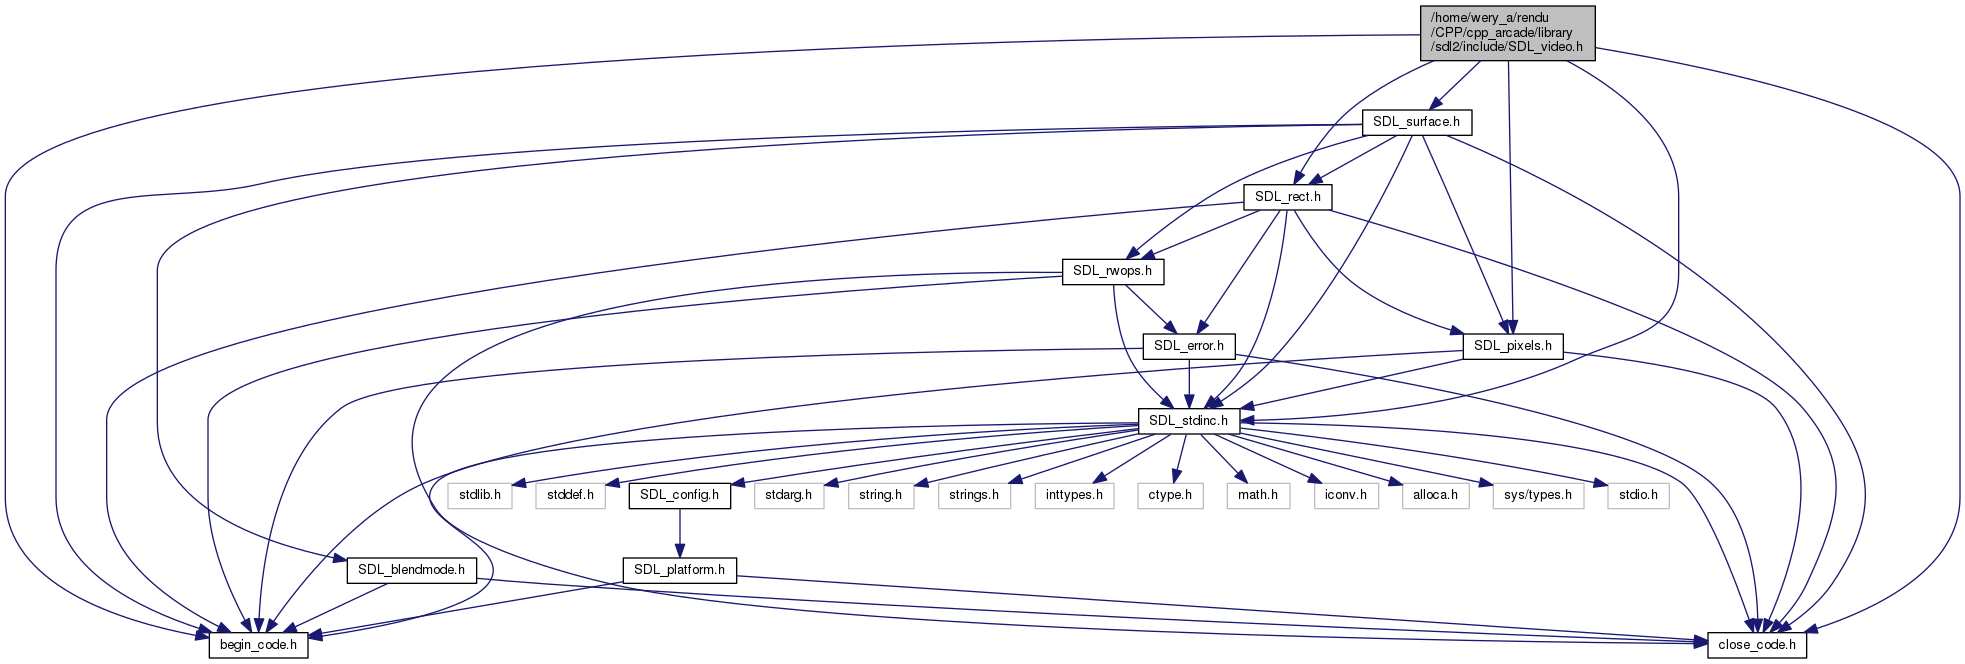 /home/wery_a/rendu
/CPP/cpp_arcade/library
/sdl2/include/SDL_video.h
SDL_surface.h
SDL_rect.h
SDL_rwops.h
SDL_error.h
SDL_pixels.h
SDL_stdinc.h
stdlib.h
stddef.h
SDL_config.h
stdarg.h
string.h
strings.h
inttypes.h
ctype.h
math.h
iconv.h
alloca.h
sys/types.h
stdio.h
SDL_blendmode.h
SDL_platform.h
begin_code.h
close_code.h